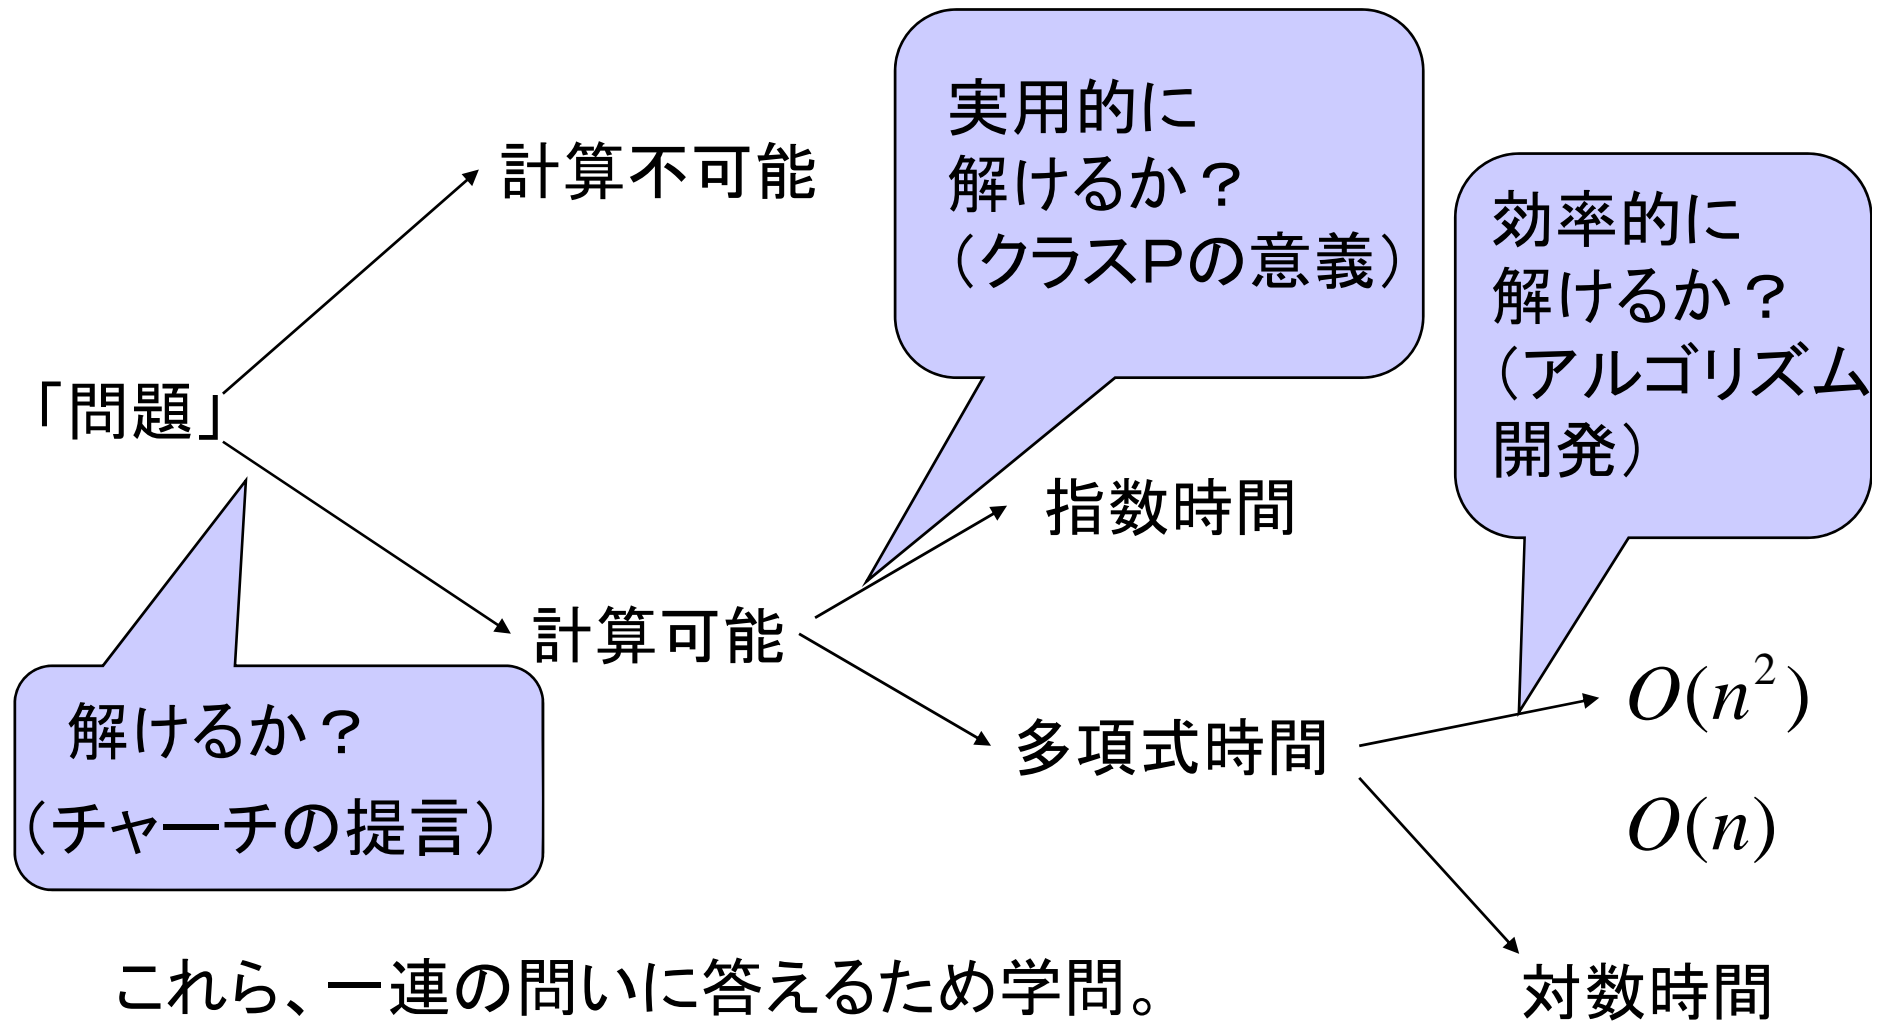 実用的に
解けるか？
（クラスＰの意義）
計算不可能
効率的に
解けるか？
（アルゴリズム
開発）
「問題」
指数時間
計算可能
解けるか？
（チャーチの提言）
多項式時間
O(n²)
O(n)
対数時間
これら、一連の問いに答えるため学問。